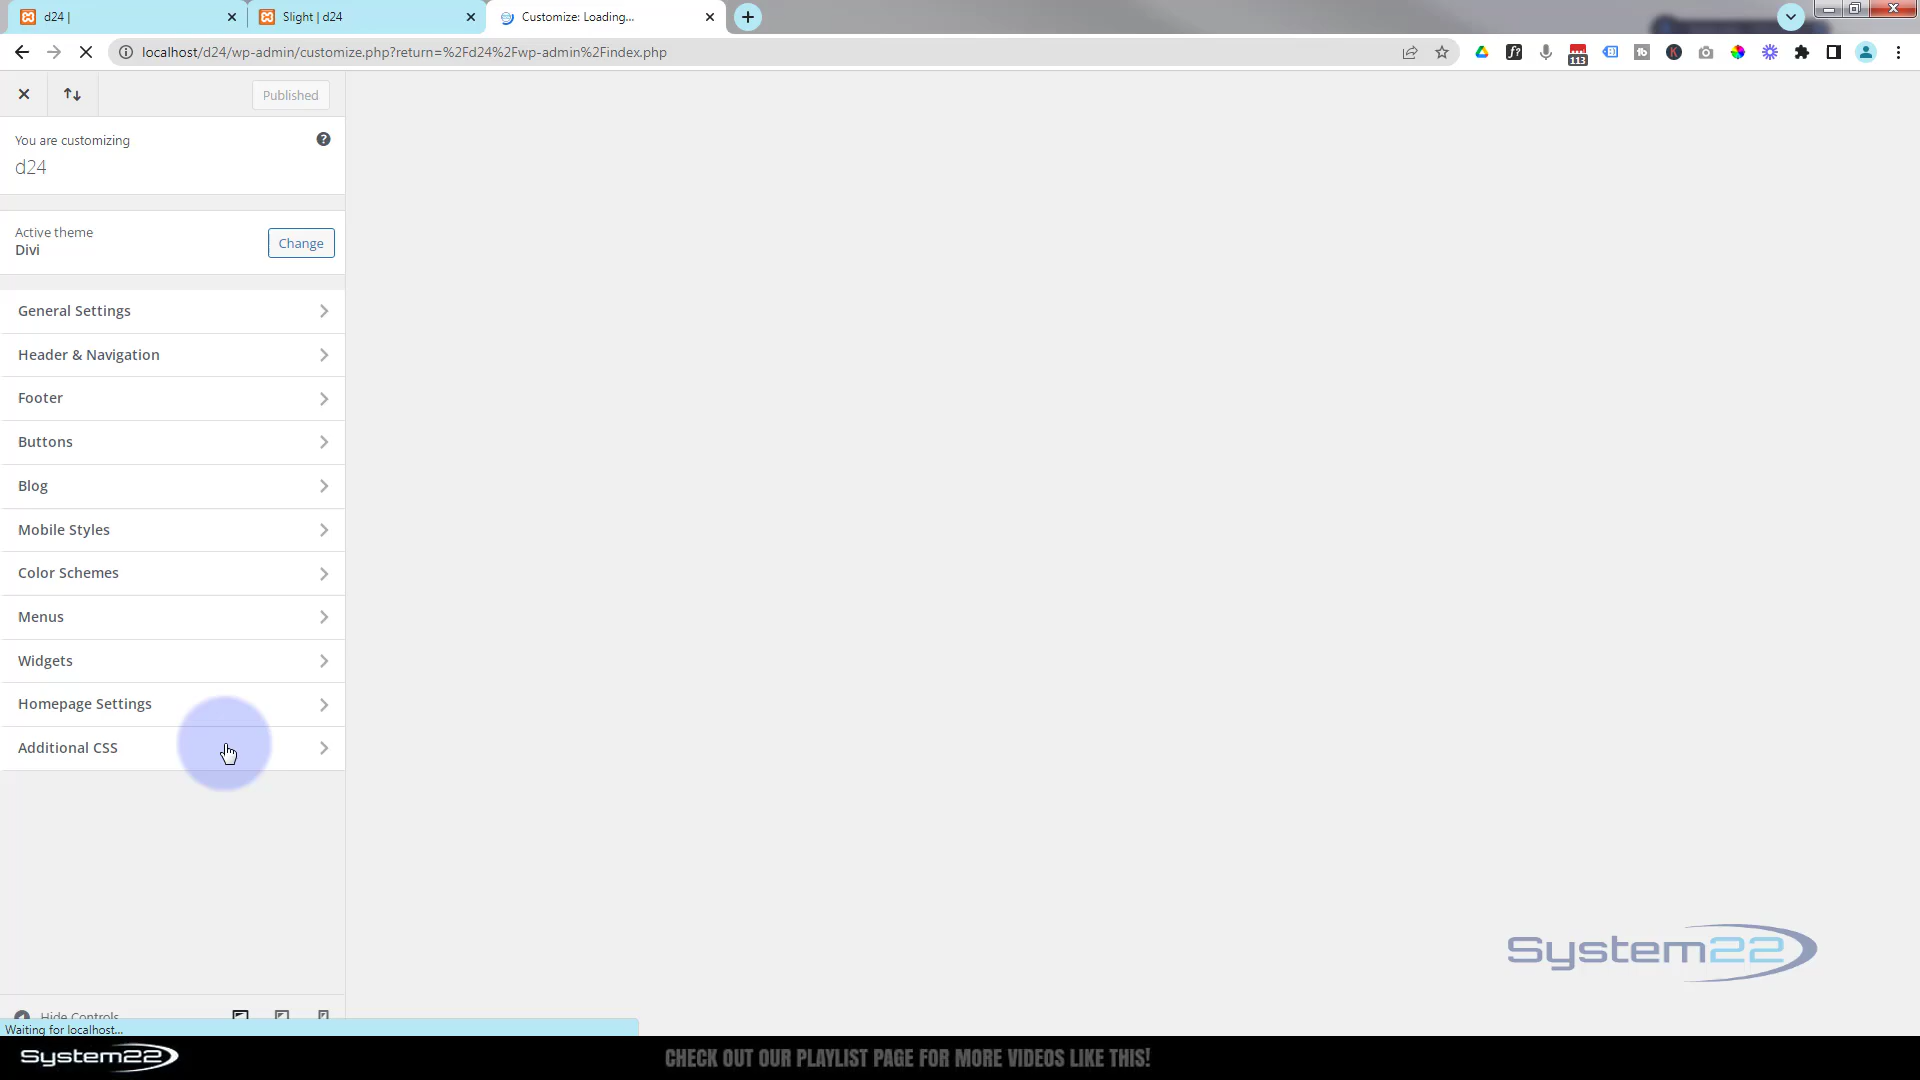 d24 |
Slight | d24
Customize: Loading...
localhost/d24/wp-admin/customize.php?return=%2Fd24%2Fwp-admin%2Findex.php
113
Published
You are customizing
d24
Active theme
Divi
Change
General Settings
Header & Navigation
Footer
Buttons
Blog
Mobile Styles
Color Schemes
Menus
Widgets
Homepage Settings
Additional CSS
System22
Hide Controls
Waiting for localhost...
System22
CHECK OUT OUR PLAYLIST PAGE FOR MORE VIDEOS LIKE THIS!